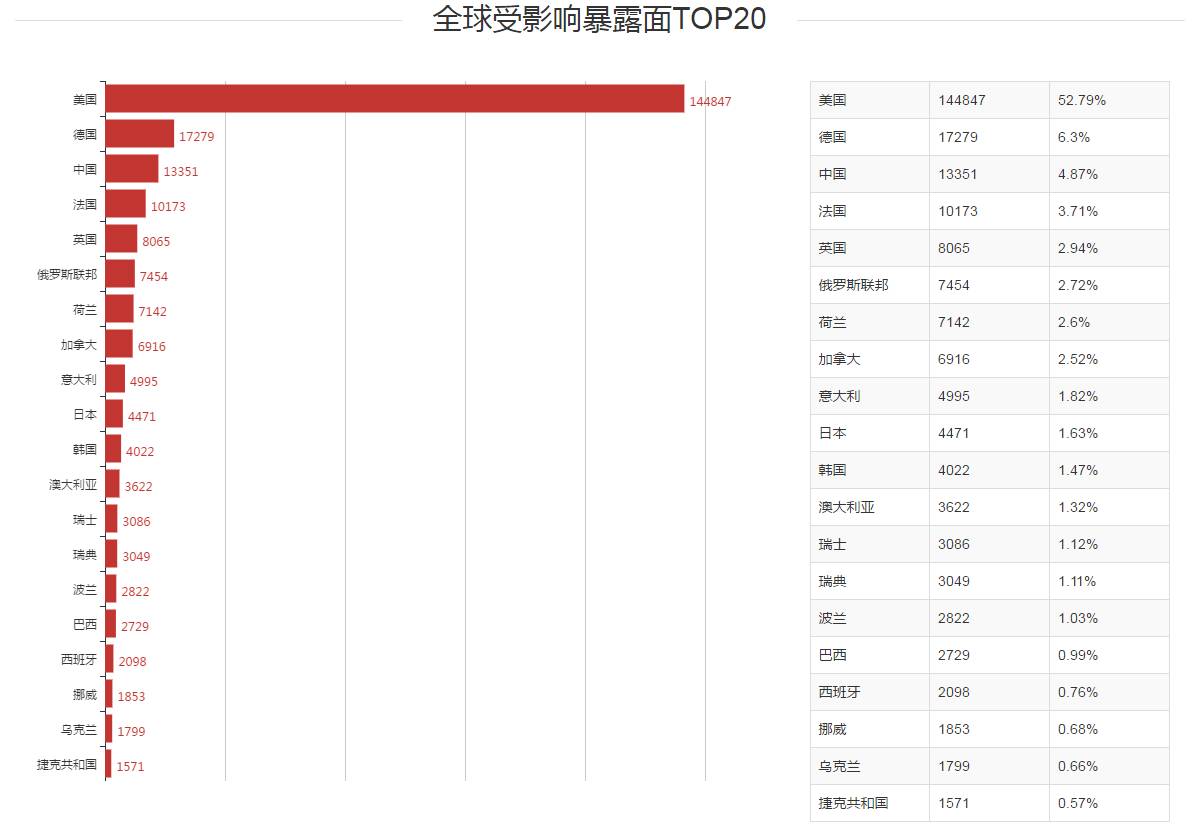 全球受影响暴露面TOP20
美国 144847
德国 17279
中国 13351
法国 10173
英国 8065
俄罗斯联邦 7454
荷兰 7142
加拿大 6916
意大利 4995
日本 4471
韩国 4022
澳大利亚 3622
瑞士 3086
瑞典 3049
波兰 2822
巴西 2729
西班牙 2098
挪威 1853
乌克兰 1799
捷克共和国 1571
美国 144847 52.79%
德国 17279 6.3%
中国 13351 4.87%
法国 10173 3.71%
英国 8065 2.94%
俄罗斯联邦 7454 2.72%
荷兰 7142 2.6%
加拿大 6916 2.52%
意大利 4995 1.82%
日本 4471 1.63%
韩国 4022 1.47%
澳大利亚 3622 1.32%
瑞士 3086 1.12%
瑞典 3049 1.11%
波兰 2822 1.03%
巴西 2729 0.99%
西班牙 2098 0.76%
挪威 1853 0.68%
乌克兰 1799 0.66%
捷克共和国 1571 0.57%